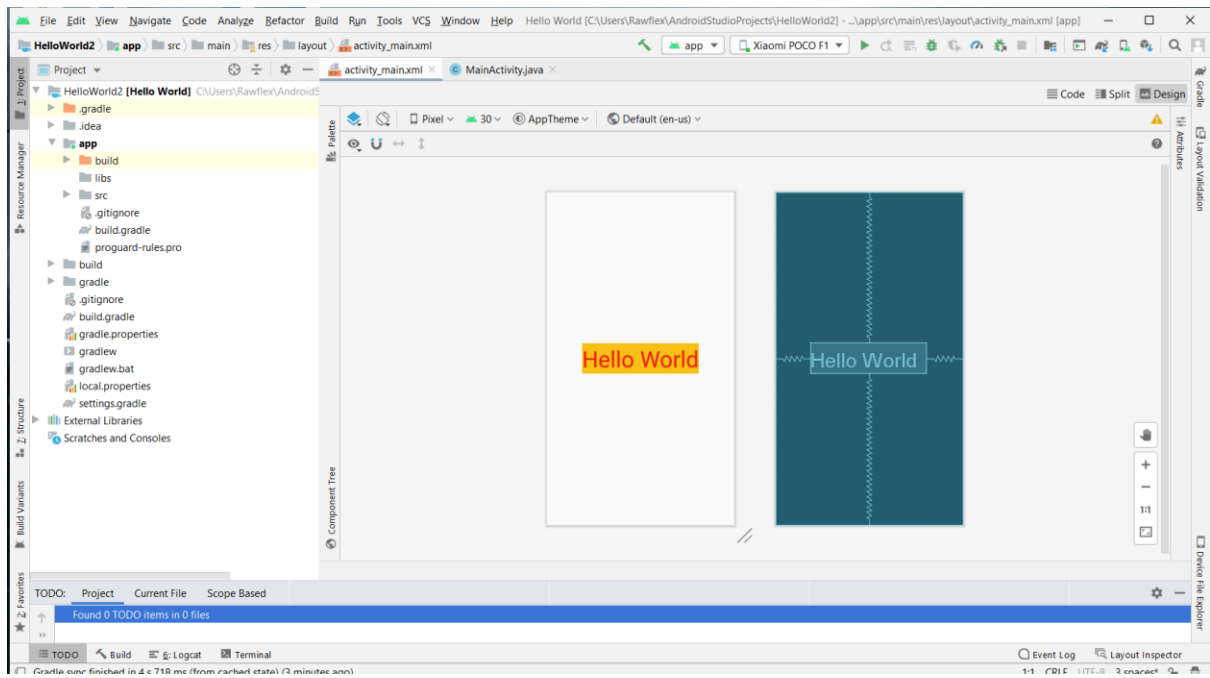 File Edit View Navigate Code Analyze Refactor Build Run Tools VCS Window Help Hello World [C:\Users\Rawflex\AndroidStudioProjects\HelloWorld2] - ...\app\src\main\res\layout\activity_main.xml [app]
HelloWorld2 app src main res layout activity_main.xml
app Xiaomi POCO F1
Project
activity_main.xml MainActivity.java
HelloWorld2 [Hello World] C:\Users\Rawflex\AndroidS
Code Split Design
.gradle
.idea
app
build
libs
src
.gitignore
build.gradle
proguard-rules.pro
build
gradle
.gitignore
build.gradle
gradle.properties
gradlew
gradlew.bat
local.properties
settings.gradle
External Libraries
Scratches and Consoles
1: Project
Resource Manager
Z: Structure
Build Variants
2: Favorites
Palette
Component Tree
Pixel 30 AppTheme Default (en-us)
Hello World
Hello World
1:1
Attributes
Gradle
Layout Validation
Device File Explorer
TODO: Project Current File Scope Based
Found 0 TODO items in 0 files
TODO Build 6: Logcat Terminal
Event Log Layout Inspector
Gradle sync finished in 4 s 718 ms (from cached state) (3 minutes ago)
1:1 CRLF UTF-8 3 spaces*